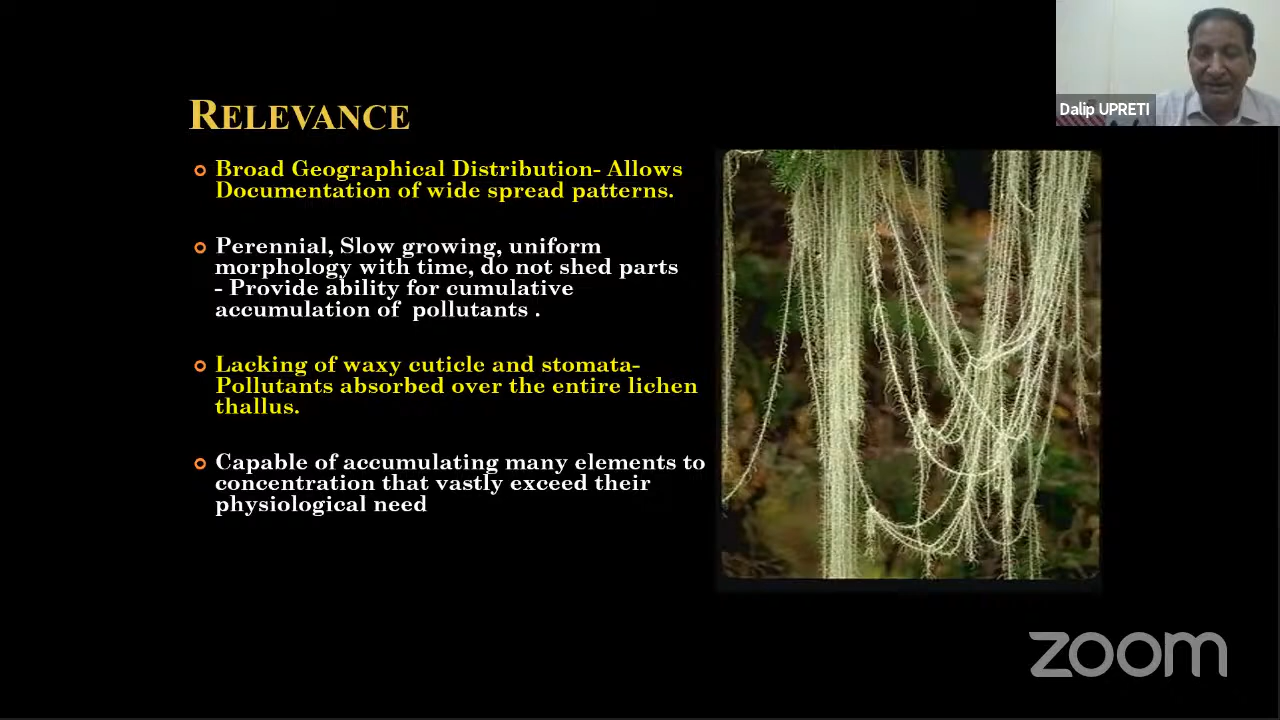 Dalip UPRETI
RELEVANCE
Broad Geographical Distribution- Allows
Documentation of wide spread patterns.
Perennial, Slow growing, uniform
morphology with time, do not shed parts
- Provide ability for cumulative
accumulation of pollutants .
Lacking of waxy cuticle and stomata-
Pollutants absorbed over the entire lichen
thallus.
Capable of accumulating many elements to
concentration that vastly exceed their
physiological need
zoom